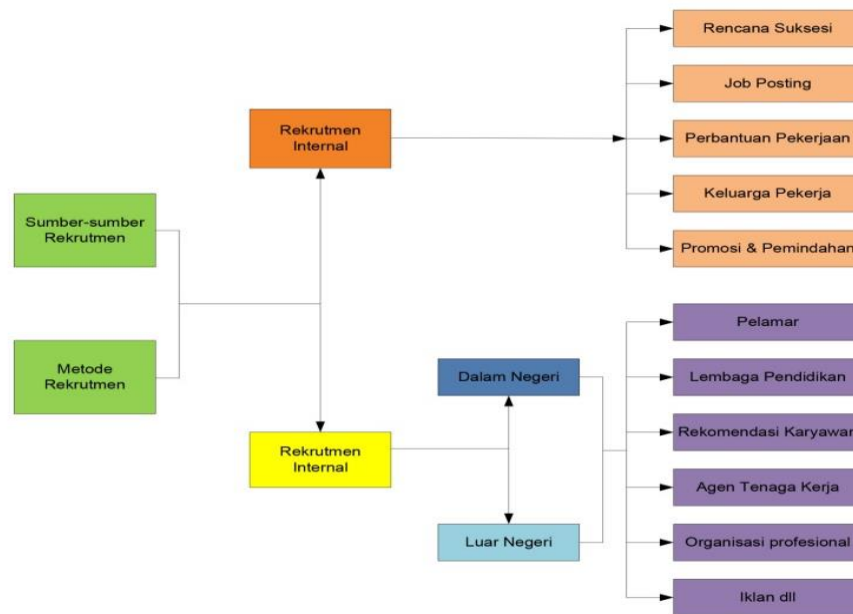 Sumber-sumber
Rekrutmen
Metode
Rekrutmen
Rekrutmen
Internal
Rekrutmen
Internal
Dalam Negeri
Luar Negeri
Rencana Suksesi
Job Posting
Perbantuan Pekerjaan
Keluarga Pekerja
Promosi & Pemindahan
Pelamar
Lembaga Pendidikan
Rekomendasi Karyawan
Agen Tenaga Kerja
Organisasi profesional
Iklan dll